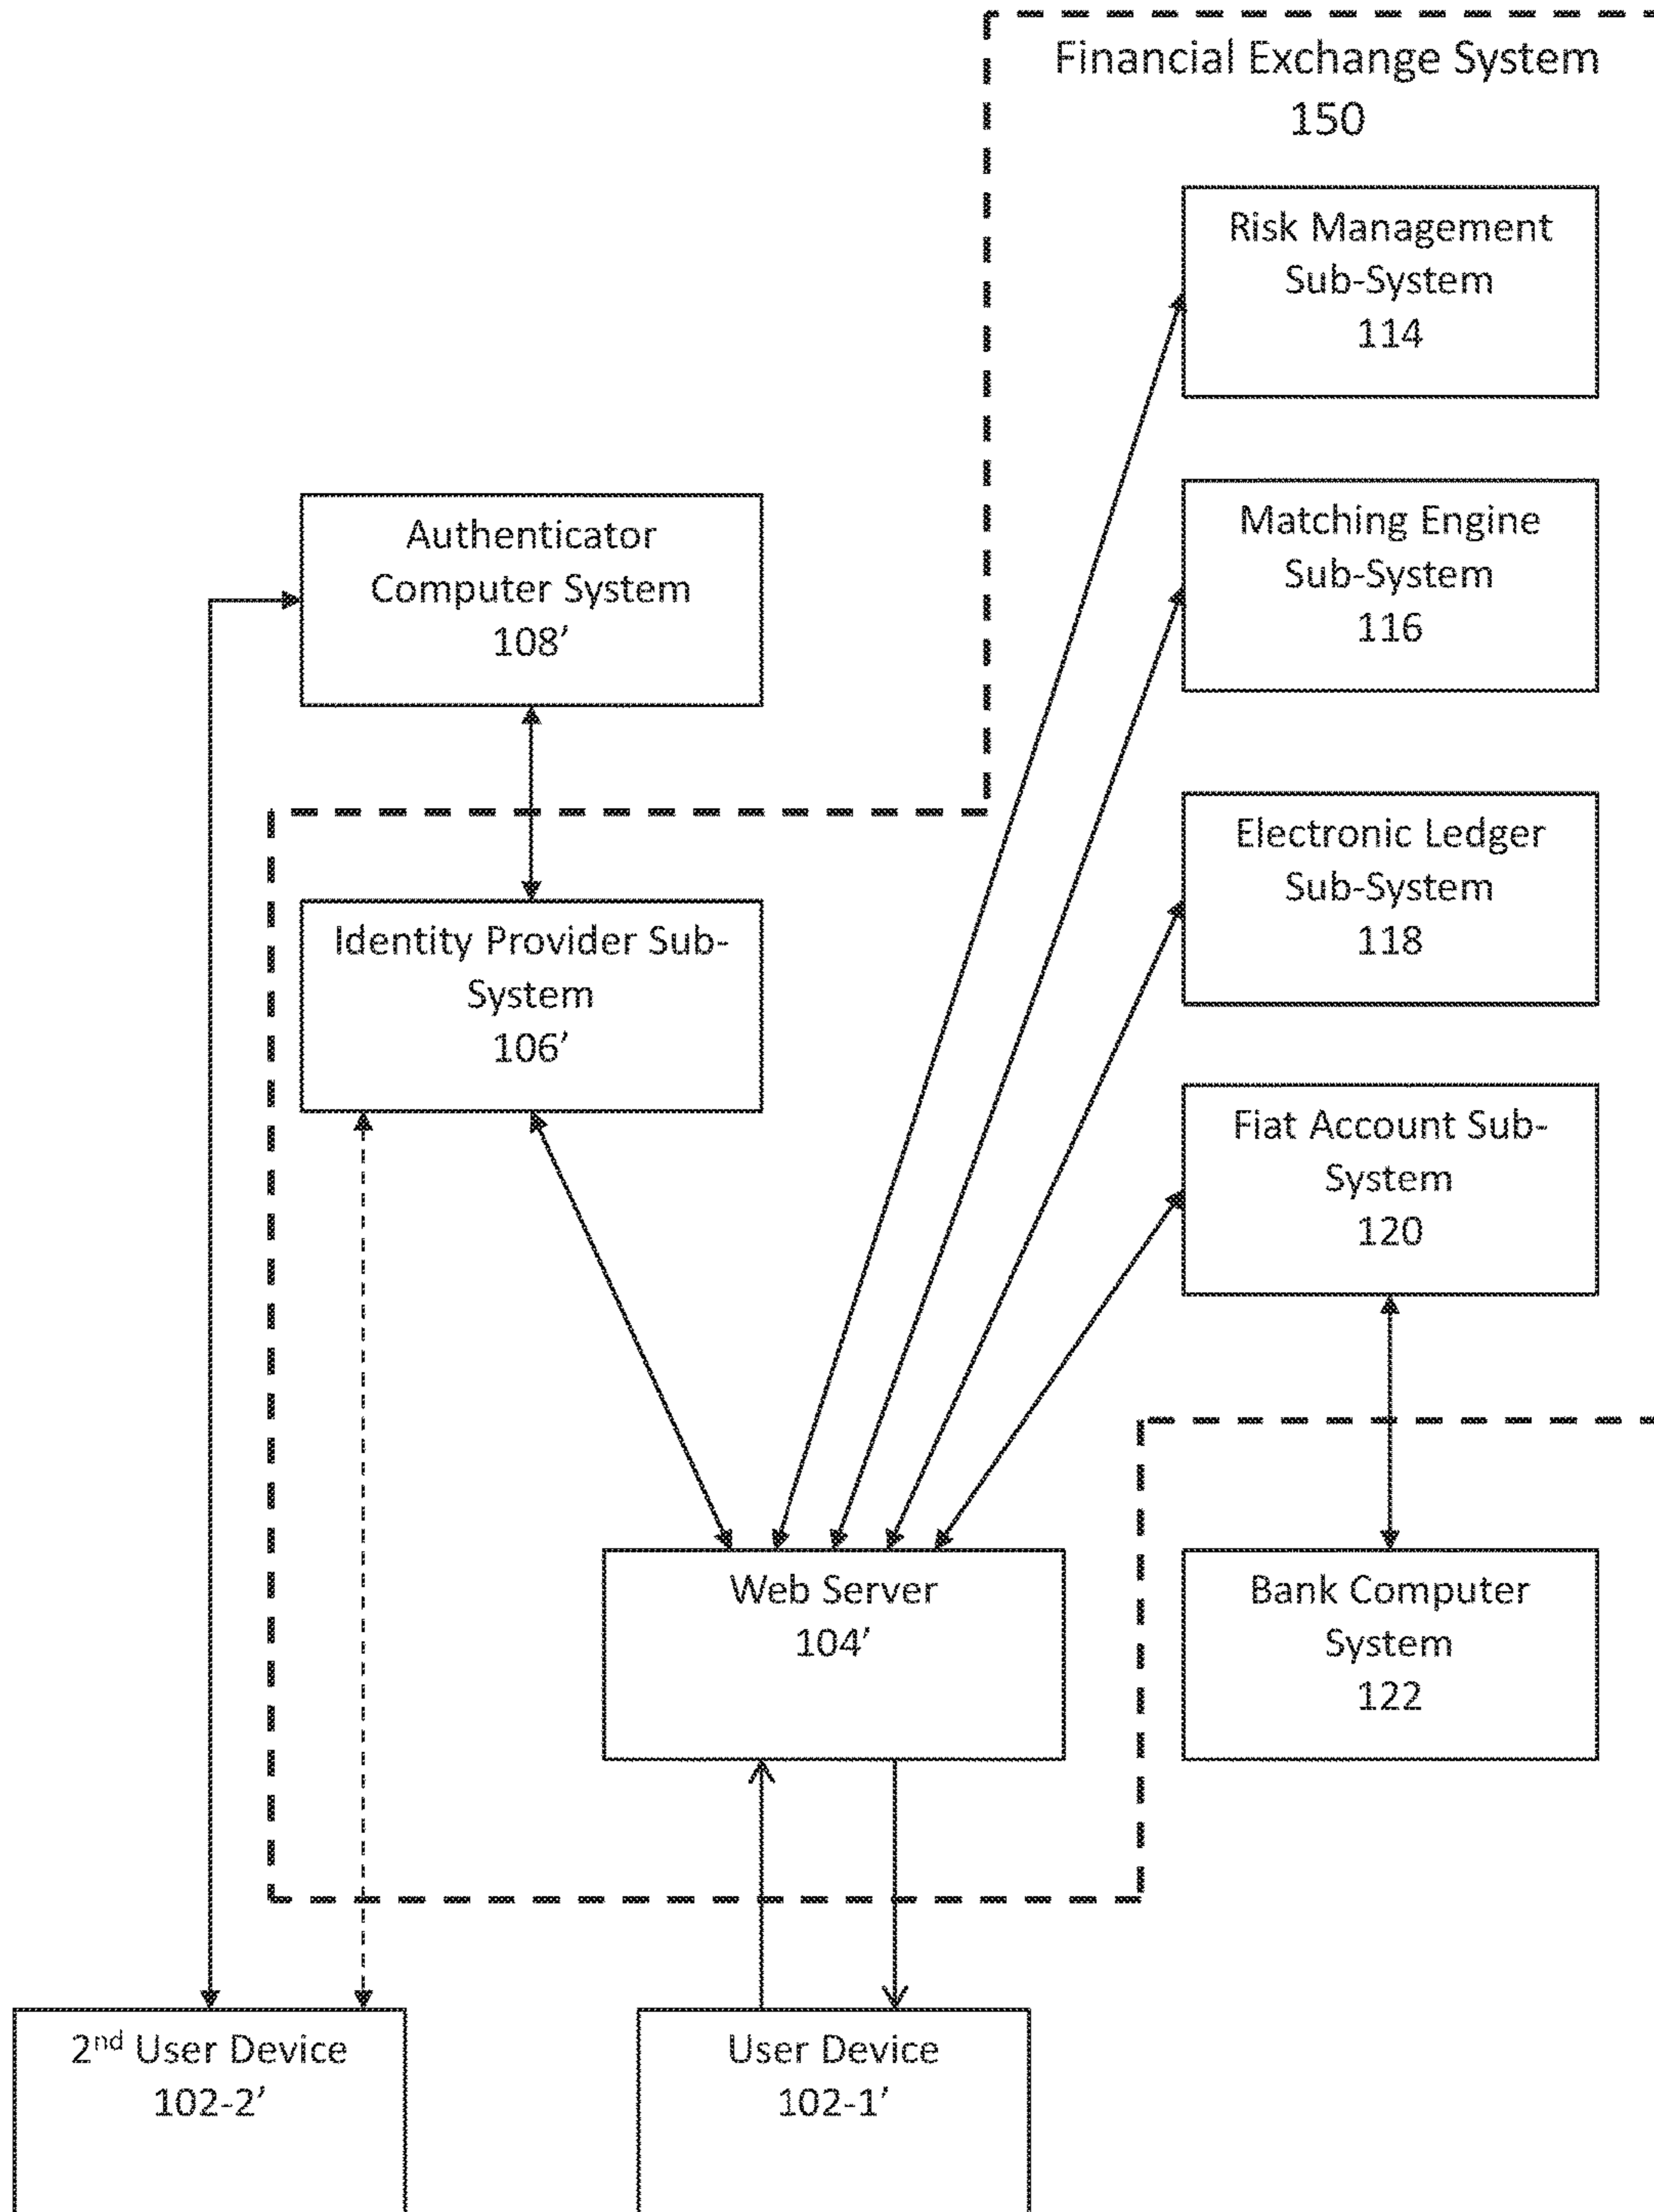 Financial Exchange System
150
Risk Management
Sub-System
114
Authenticator
Computer System
108’
Matching Engine
Sub-System
116
Electronic Ledger
Sub-System
118
Identity Provider Sub-
System
106’
Fiat Account Sub-
System
120
Web Server
104’
Bank Computer
System
122
2nd User Device
102-2’
User Device
102-1’